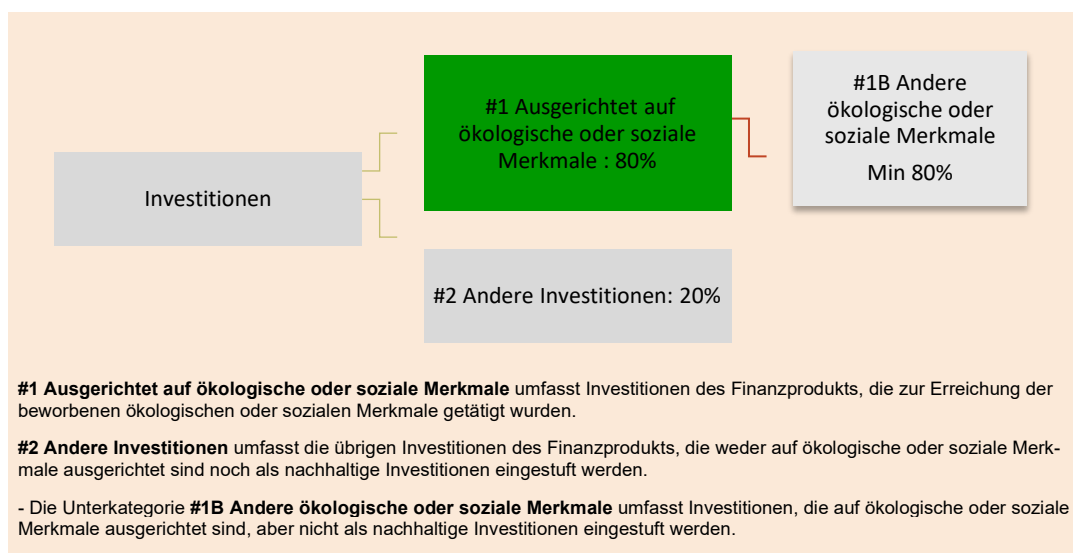 Investitionen
#1 Ausgerichtet auf
ökologische oder soziale
Merkmale : 80%
#1B Andere
ökologische oder
soziale Merkmale
Min 80%
#2 Andere Investitionen: 20%
#1 Ausgerichtet auf ökologische oder soziale Merkmale umfasst Investitionen des Finanzprodukts, die zur Erreichung der
beworbenen ökologischen oder sozialen Merkmale getätigt wurden.
#2 Andere Investitionen umfasst die übrigen Investitionen des Finanzprodukts, die weder auf ökologische oder soziale Merk-
male ausgerichtet sind noch als nachhaltige Investitionen eingestuft werden.
- Die Unterkategorie #1B Andere ökologische oder soziale Merkmale umfasst Investitionen, die auf ökologische oder soziale
Merkmale ausgerichtet sind, aber nicht als nachhaltige Investitionen eingestuft werden.